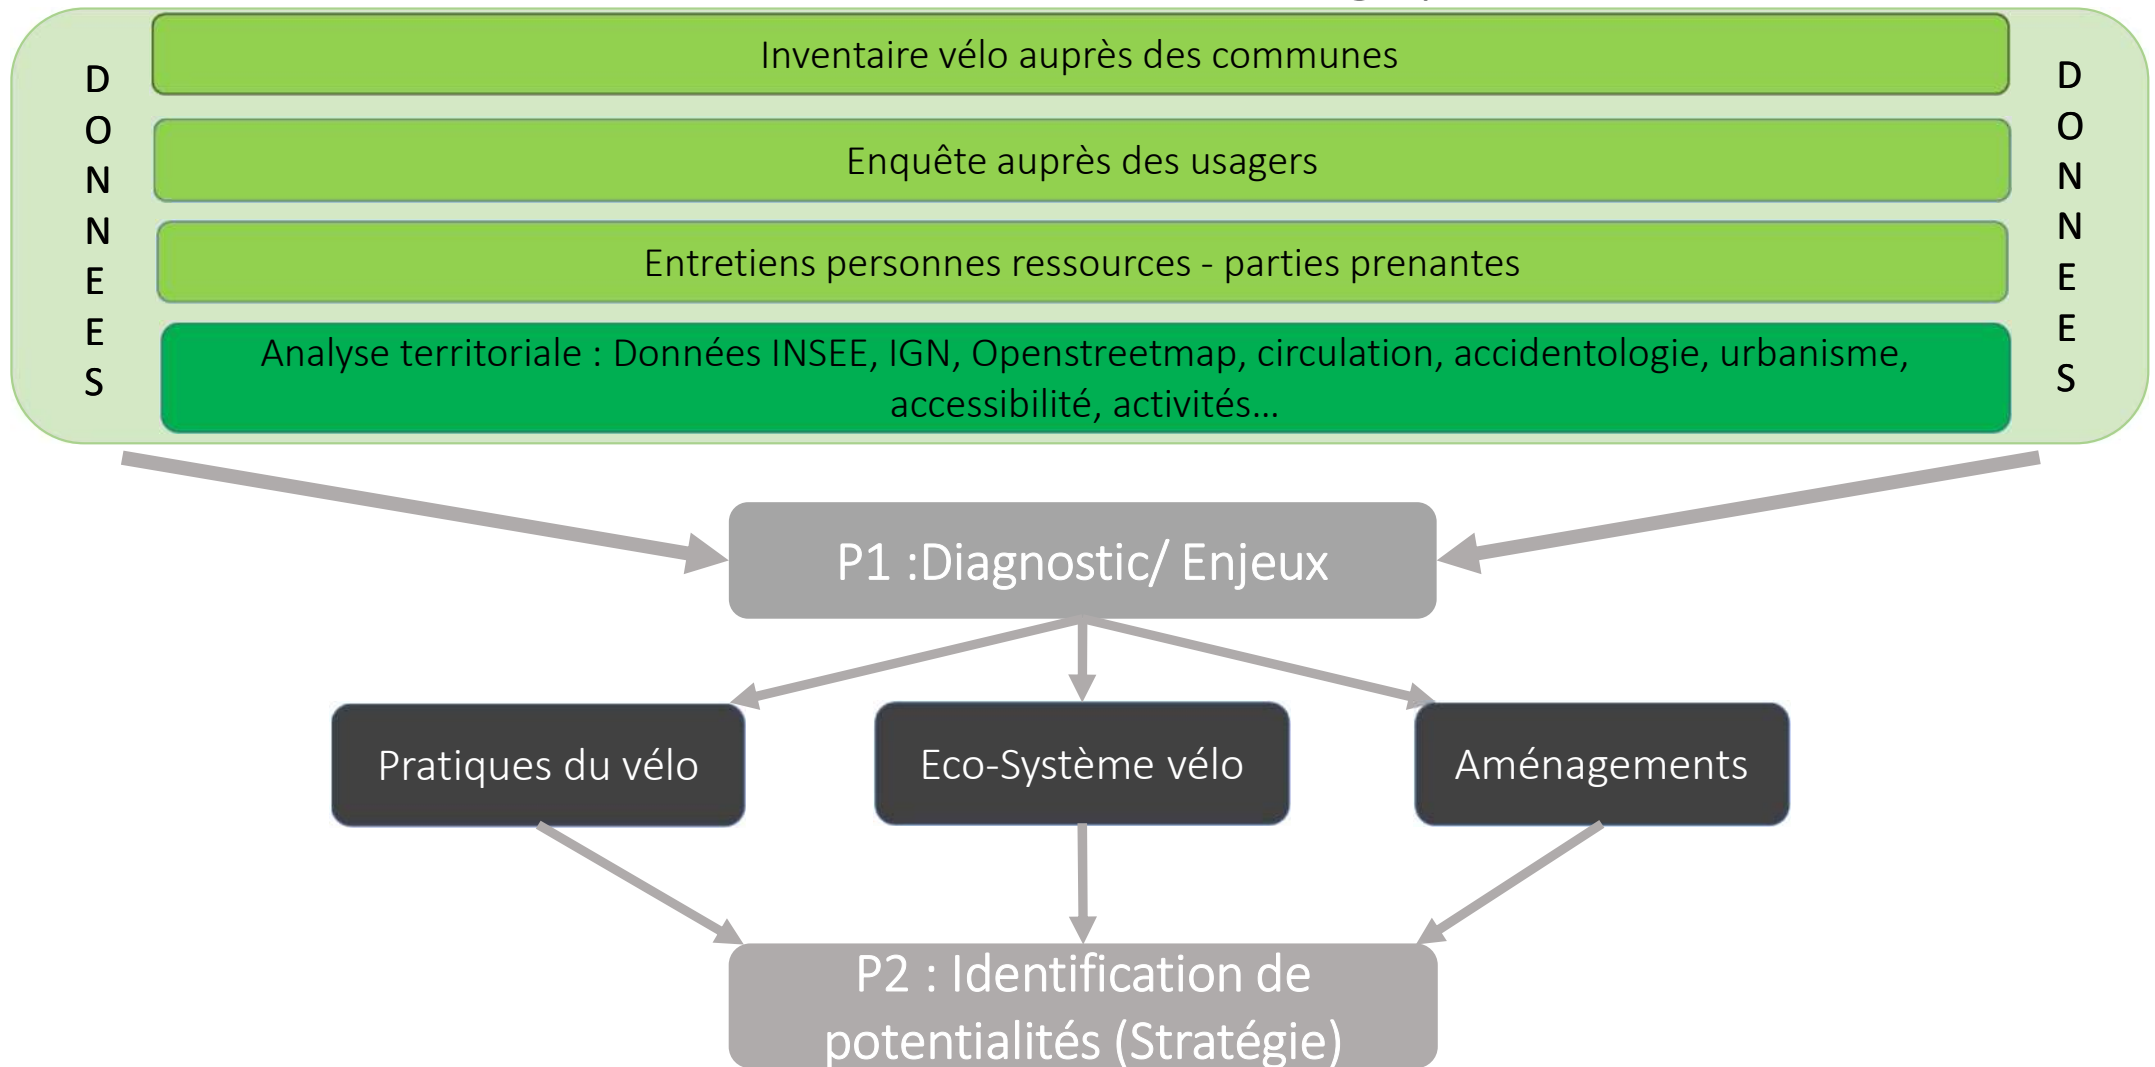 Inventaire vélo auprès des communes
Enquête auprès des usagers
Entretiens personnes ressources - parties prenantes
Analyse territoriale : Données INSEE, IGN, Openstreetmap, circulation, accidentologie, urbanisme,
accessibilité, activités...
D
O
N
N
E
E
S
D
O
N
N
E
E
S
P1 :Diagnostic/ Enjeux
Pratiques du vélo
Eco-Système vélo
Aménagements
P2 : Identification de
potentialités (Stratégie)